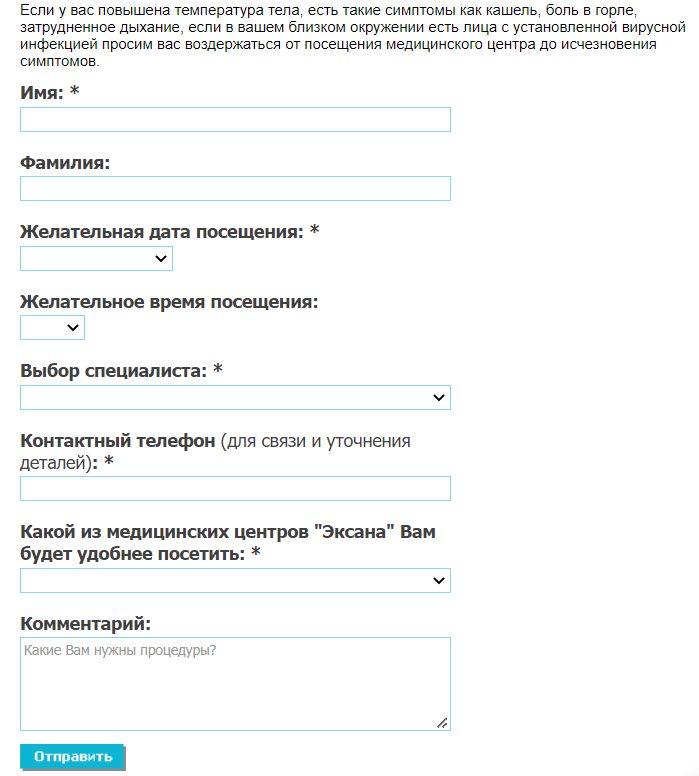 Если у вас повышена температура тела, есть такие симптомы как кашель, боль в горле,
затрудненное дыхание, если в вашем близком окружении есть лица с установленной вирусной
инфекцией просим вас воздержаться от посещения медицинского центра до исчезновения
симптомов.
Имя: *
Фамилия:
Желательная дата посещения: *
Желательное время посещения:
Выбор специалиста: *
Контактный телефон (для связи и уточнения
деталей): *
Какой из медицинских центров "Эксана" Вам
будет удобнее посетить: *
Комментарий:
Какие Вам нужны процедуры?
Отправить